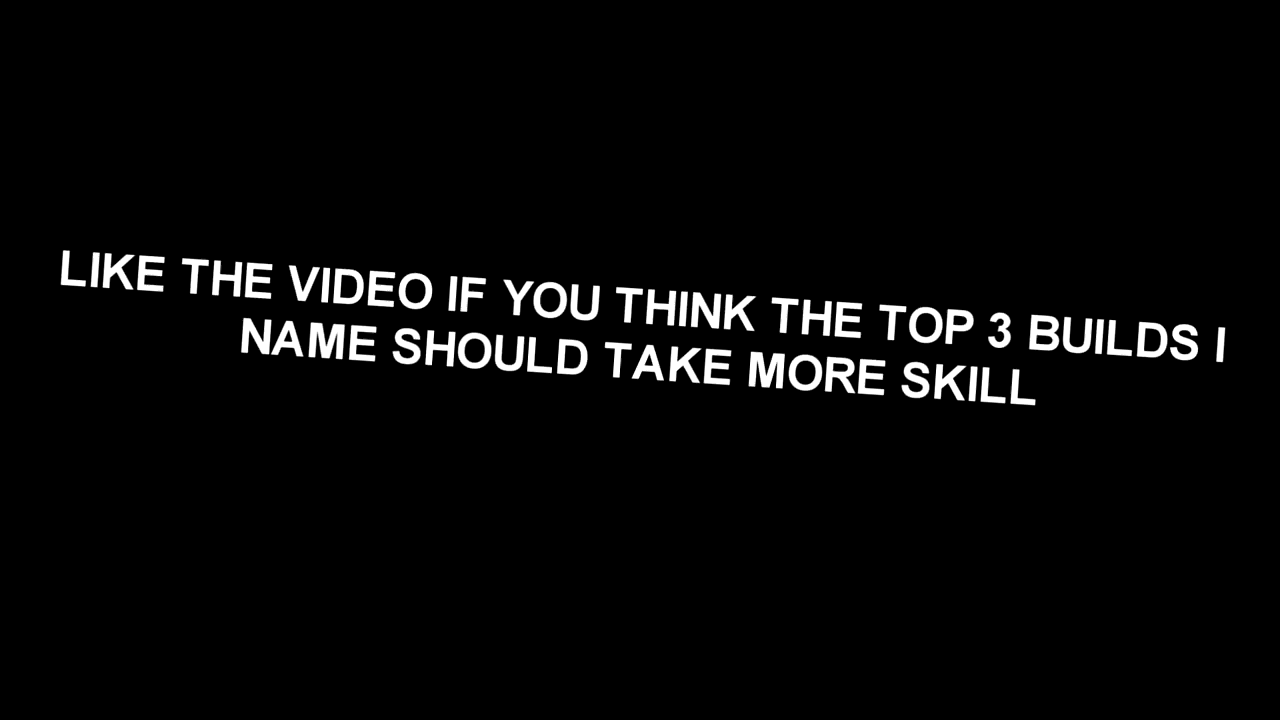 LIKE THE VIDEO IF YOU THINK THE TOP 3 BUILDS I
NAME SHOULD TAKE MORE SKILL